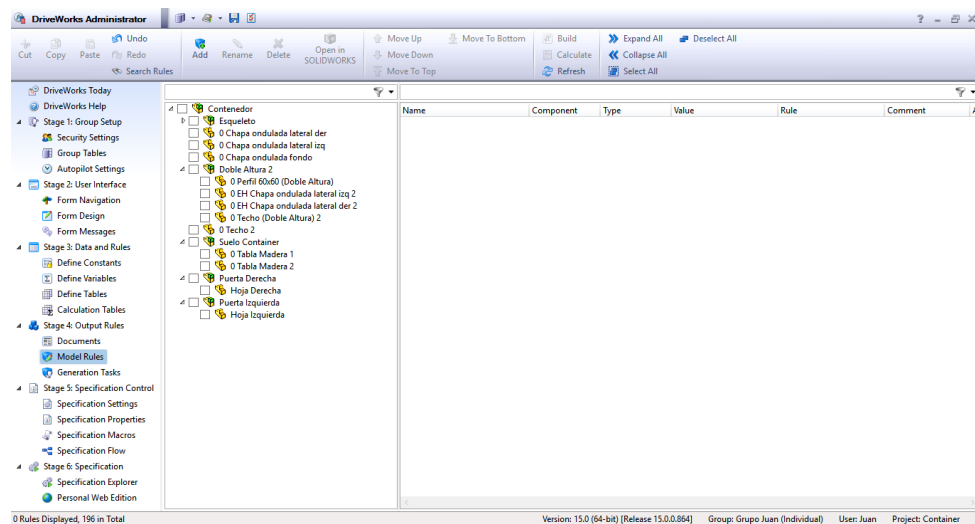 DriveWorks Administrator
Cut
Copy
Paste
Undo
Redo
Search Rules
Add
Rename
Delete
Open in
SOLIDWORKS
Move Up
Move Down
Move To Top
Move To Bottom
Build
Calculate
Refresh
Expand All
Collapse All
Select All
Deselect All
DriveWorks Today
DriveWorks Help
Stage 1: Group Setup
Security Settings
Group Tables
Autopilot Settings
Stage 2: User Interface
Form Navigation
Form Design
Form Messages
Stage 3: Data and Rules
Define Constants
Define Variables
Define Tables
Calculation Tables
Stage 4: Output Rules
Documents
Model Rules
Generation Tasks
Stage 5: Specification Control
Specification Settings
Specification Properties
Specification Macros
Specification Flow
Stage 6: Specification
Specification Explorer
Personal Web Edition
Contenedor
Esqueleto
0 Chapa ondulada lateral der
0 Chapa ondulada lateral izq
0 Chapa ondulada fondo
Doble Altura 2
0 Perfil 60x60 (Doble Altura)
0 EH Chapa ondulada lateral izq 2
0 EH Chapa ondulada lateral der 2
0 Techo (Doble Altura) 2
0 Techo 2
Suelo Container
0 Tabla Madera 1
0 Tabla Madera 2
Puerta Derecha
Hoja Derecha
Puerta Izquierda
Hoja Izquierda
Name Component Type Value Rule Comment A
0 Rules Displayed, 196 in Total
Version: 15.0 (64-bit) [Release 15.0.0.864] Group: Grupo Juan (Individual) User: Juan Project: Container